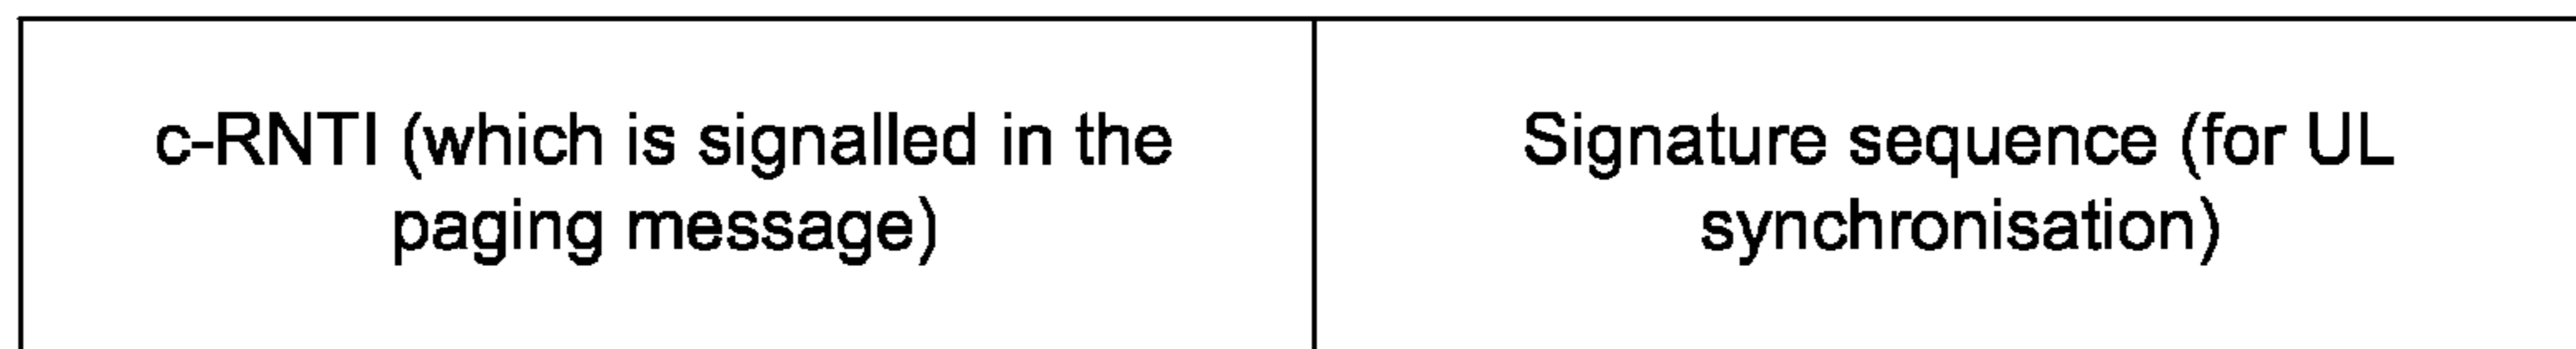 c-RNTI (which is signalled in the
paging message)
Signature sequence (for UL
synchronisation)